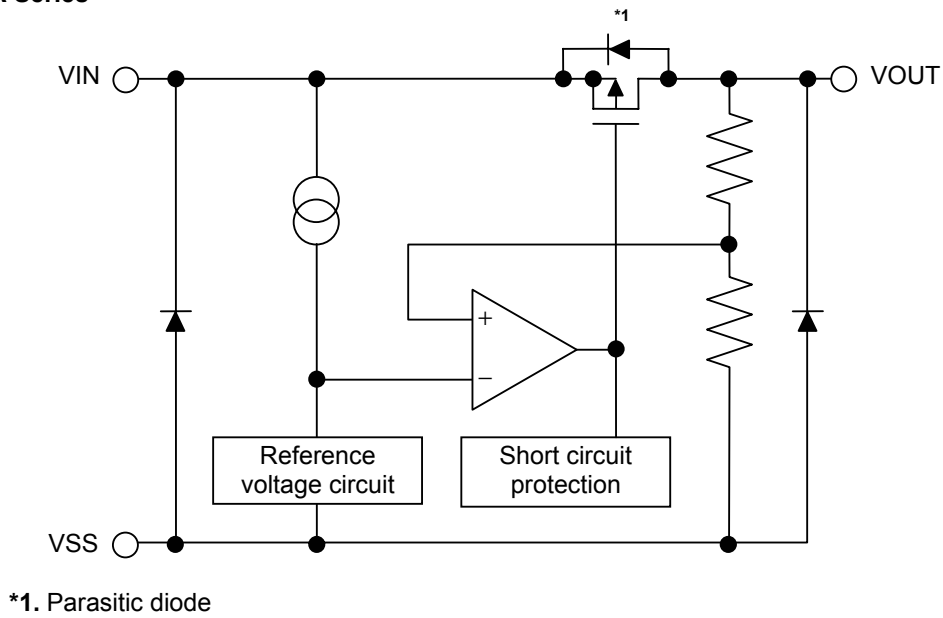 Series
*1
VIN
VOUT
+
−
Reference
voltage circuit
Short circuit
protection
VSS
*1. Parasitic diode